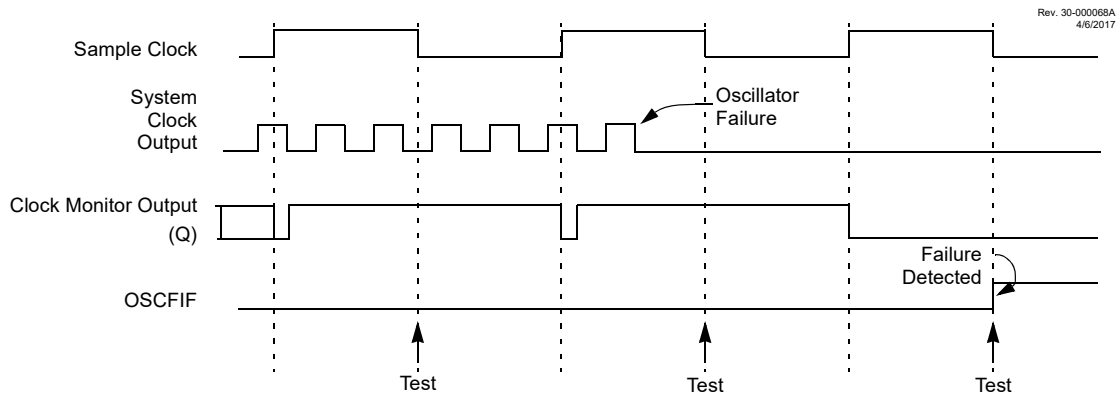 Rev. 30-000068A
4/6/2017
Sample Clock
System
Clock
Output
Oscillator
Failure
Clock Monitor Output
(Q)
Failure
Detected
OSCFIF
Test
Test
Test